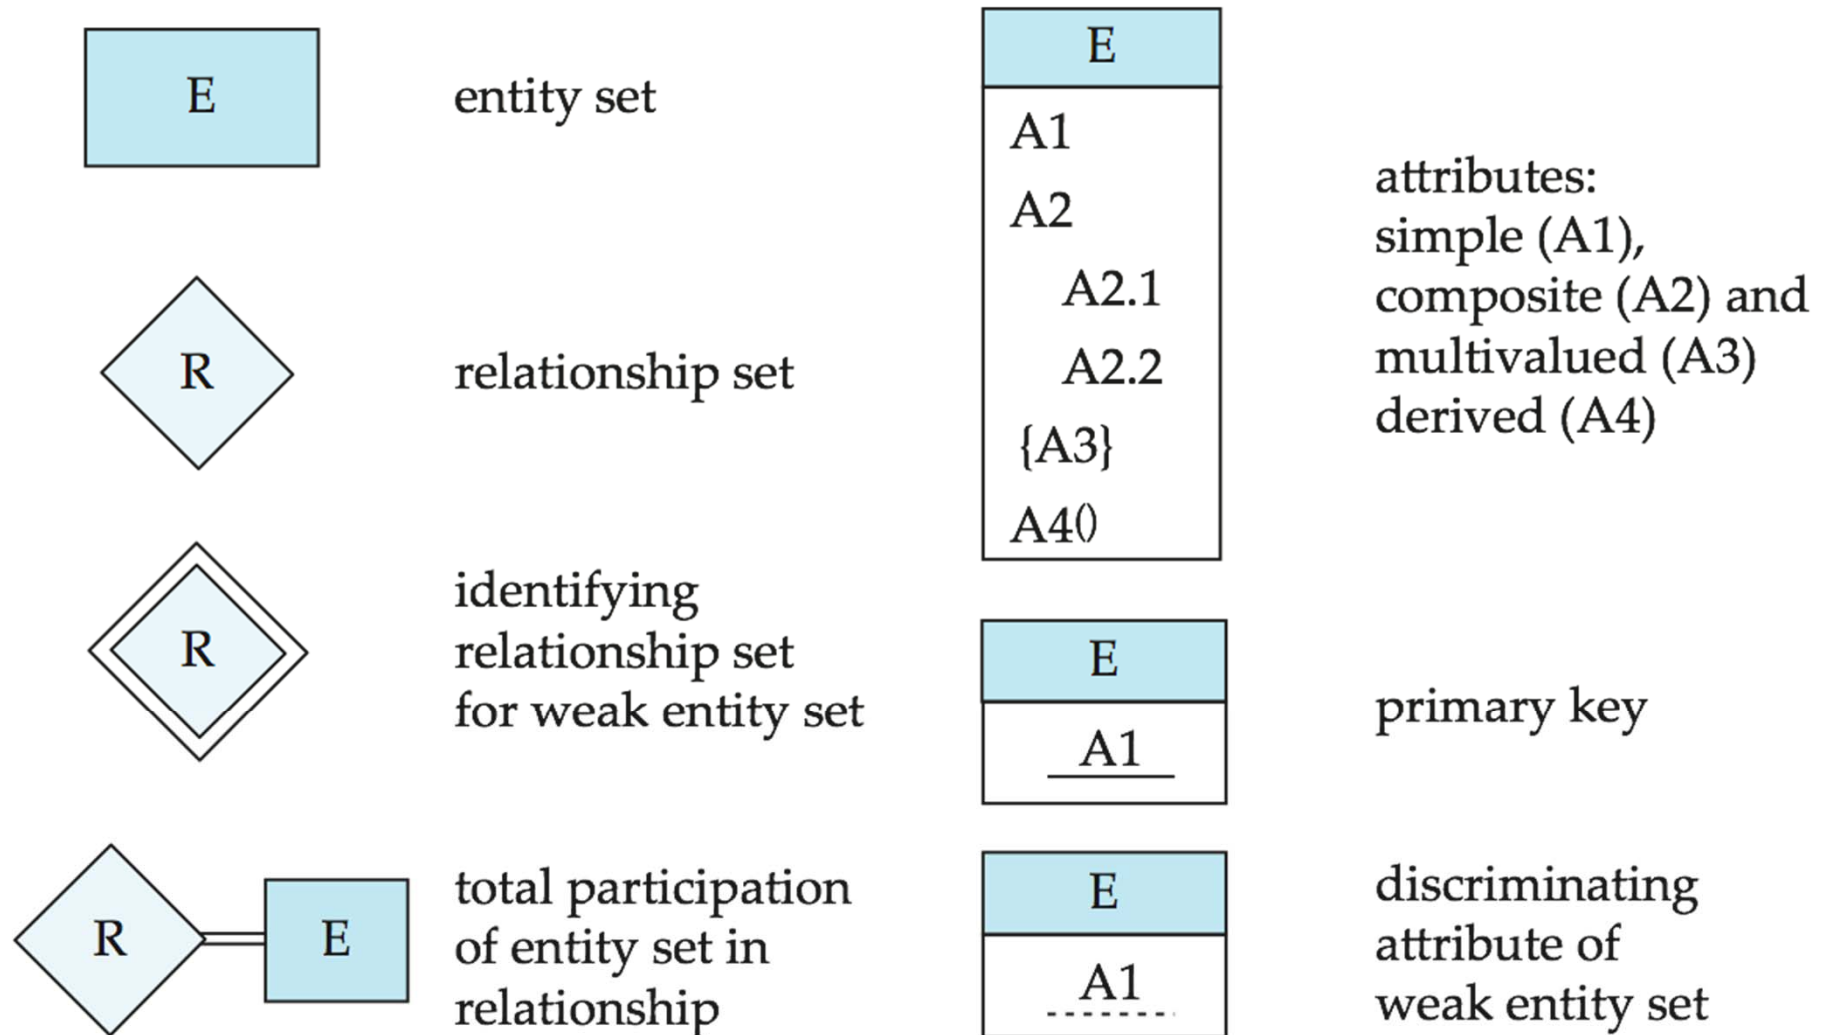 E
entity set
R
relationship set
R
identifying
relationship set
for weak entity set
R
E
total participation
of entity set in
relationship
E
A1
A2
A2.1
A2.2
{A3}
A4()
attributes:
simple (A1),
composite (A2) and
multivalued (A3)
derived (A4)
E
A1
primary key
E
A1
discriminating
attribute of
weak entity set